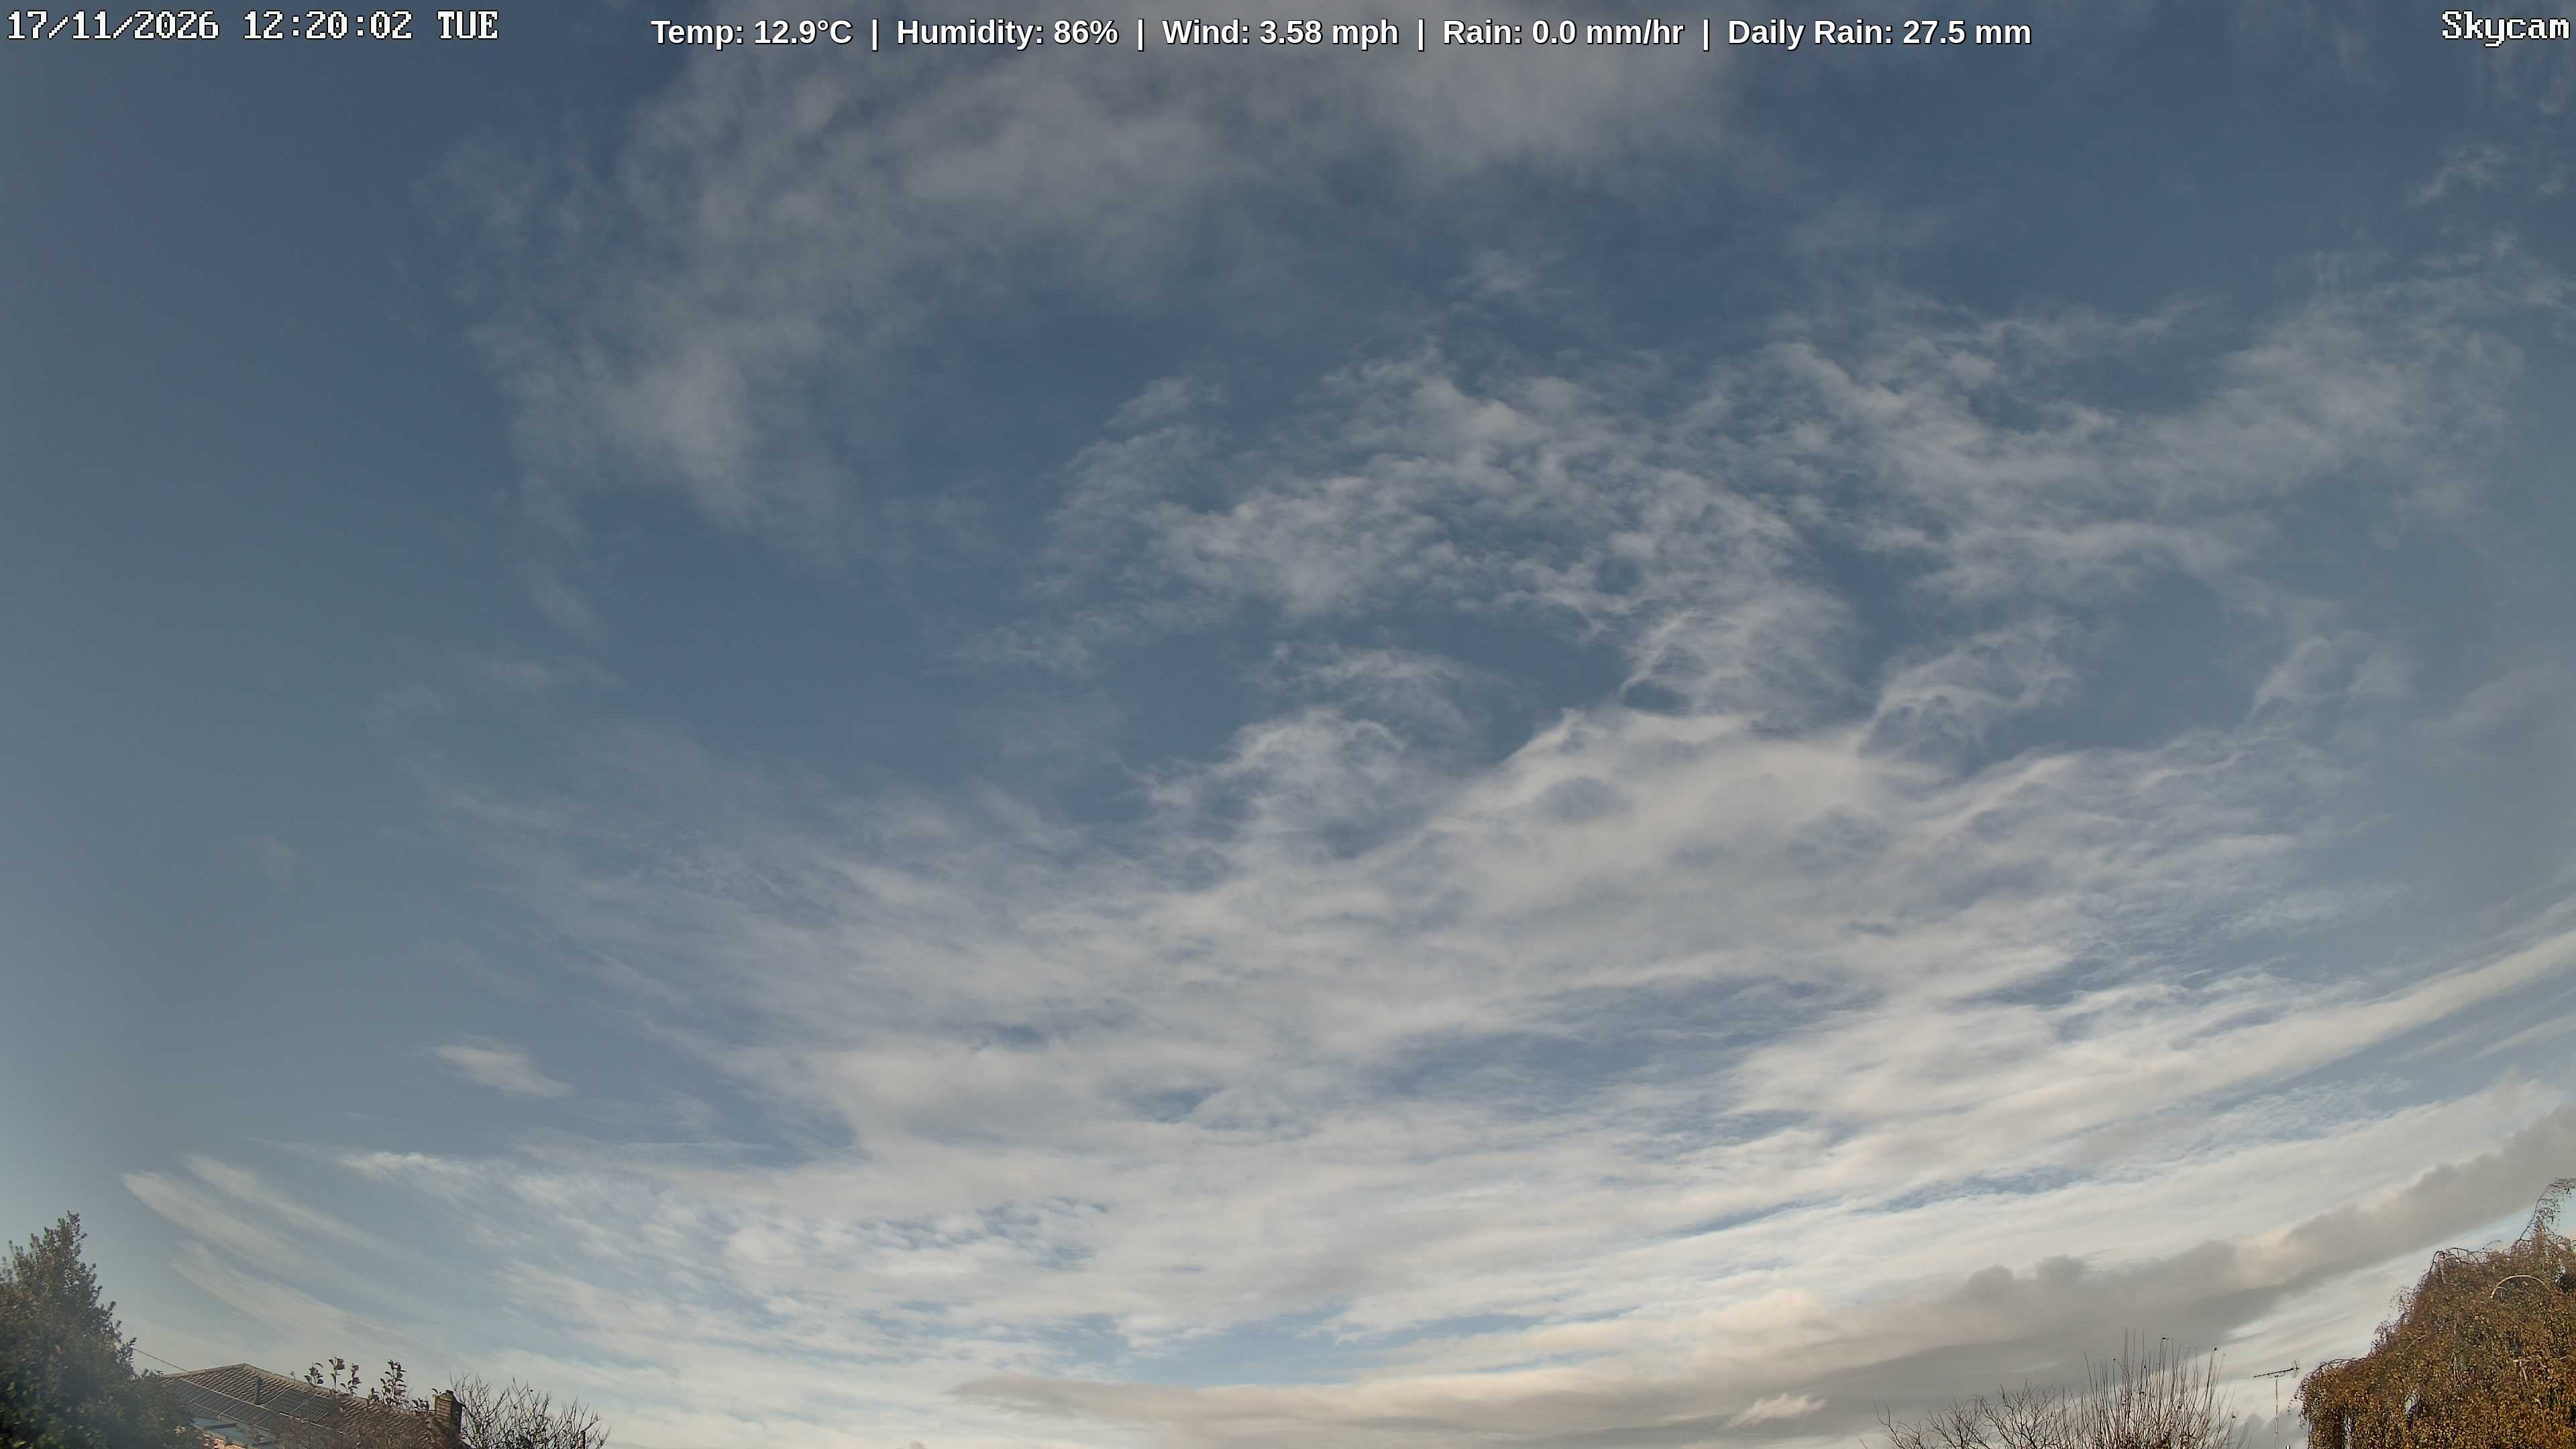 17/11/2026 12:20:02 TUE
Temp: 12.9°C | Humidity: 86% | Wind: 3.58 mph | Rain: 0.0 mm/hr | Daily Rain: 27.5 mm
Skycam